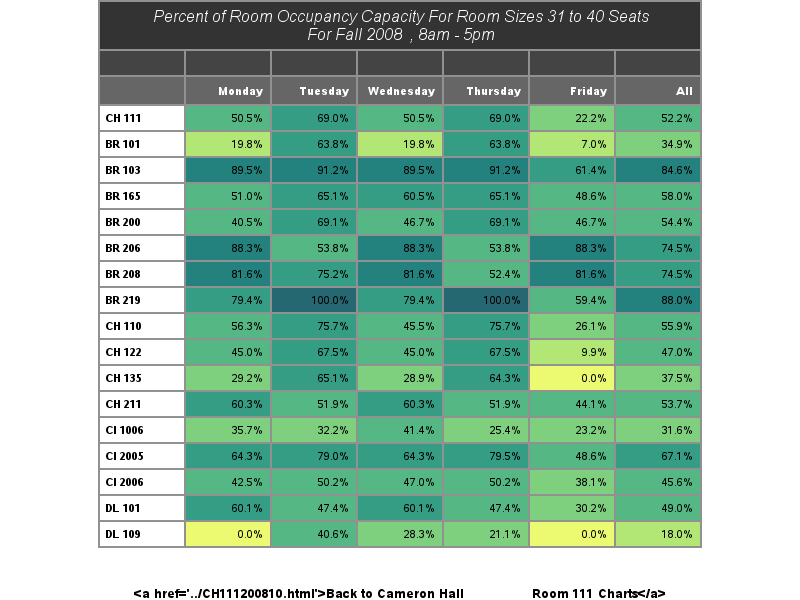 Percent of Room Occupancy Capacity For Room Sizes 31 to 40 Seats
For Fall 2008 , 8am - 5pm
Monday Tuesday Wednesday Thursday Friday All
CH 111 50.5% 69.0% 50.5% 69.0% 22.2% 52.2%
BR 101 19.8% 63.8% 19.8% 63.8% 7.0% 34.9%
BR 103 89.5% 91.2% 89.5% 91.2% 61.4% 84.6%
BR 165 51.0% 65.1% 60.5% 65.1% 48.6% 58.0%
BR 200 40.5% 69.1% 46.7% 69.1% 46.7% 54.4%
BR 206 88.3% 53.8% 88.3% 53.8% 88.3% 74.5%
BR 208 81.6% 75.2% 81.6% 52.4% 81.6% 74.5%
BR 219 79.4% 100.0% 79.4% 100.0% 59.4% 88.0%
CH 110 56.3% 75.7% 45.5% 75.7% 26.1% 55.9%
CH 122 45.0% 67.5% 45.0% 67.5% 9.9% 47.0%
CH 135 29.2% 65.1% 28.9% 64.3% 0.0% 37.5%
CH 211 60.3% 51.9% 60.3% 51.9% 44.1% 53.7%
CI 1006 35.7% 32.2% 41.4% 25.4% 23.2% 31.6%
CI 2005 64.3% 79.0% 64.3% 79.5% 48.6% 67.1%
CI 2006 42.5% 50.2% 47.0% 50.2% 38.1% 45.6%
DL 101 60.1% 47.4% 60.1% 47.4% 30.2% 49.0%
DL 109 0.0% 40.6% 28.3% 21.1% 0.0% 18.0%
<a href='../CH111200810.html'>Back to Cameron Hall Room 111 Charts</a>